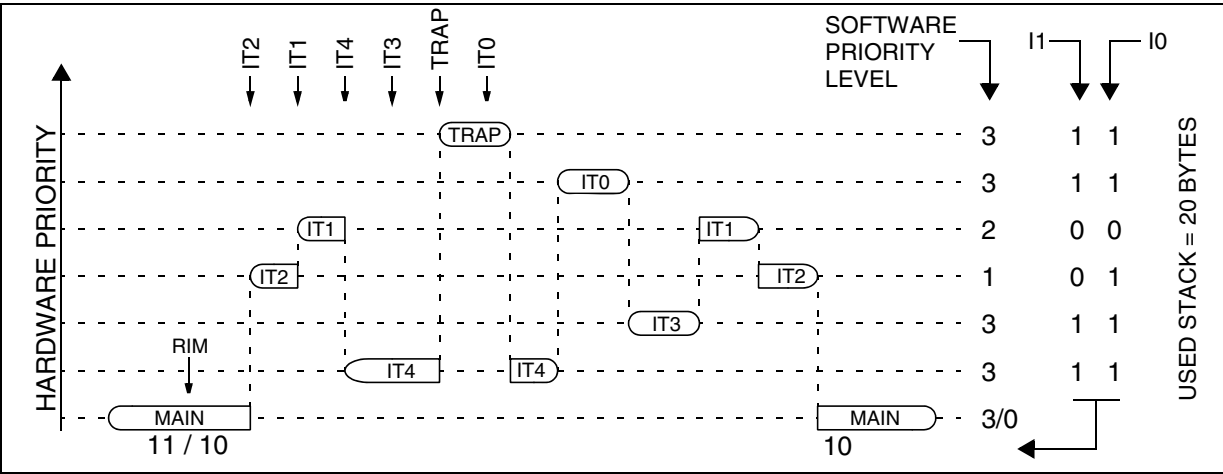 IT2
IT1
IT4
IT3
TRAP
IT0
SOFTWARE
PRIORITY
LEVEL
I1
I0
HARDWARE PRIORITY
TRAP
3
1 1
IT0
3
1 1
IT1
IT1
2
0 0
IT2
IT2
1
0 1
IT3
3
1 1
RIM
IT4
IT4
3
1 1
MAIN
MAIN
3/0
11 / 10
10
USED STACK = 20 BYTES